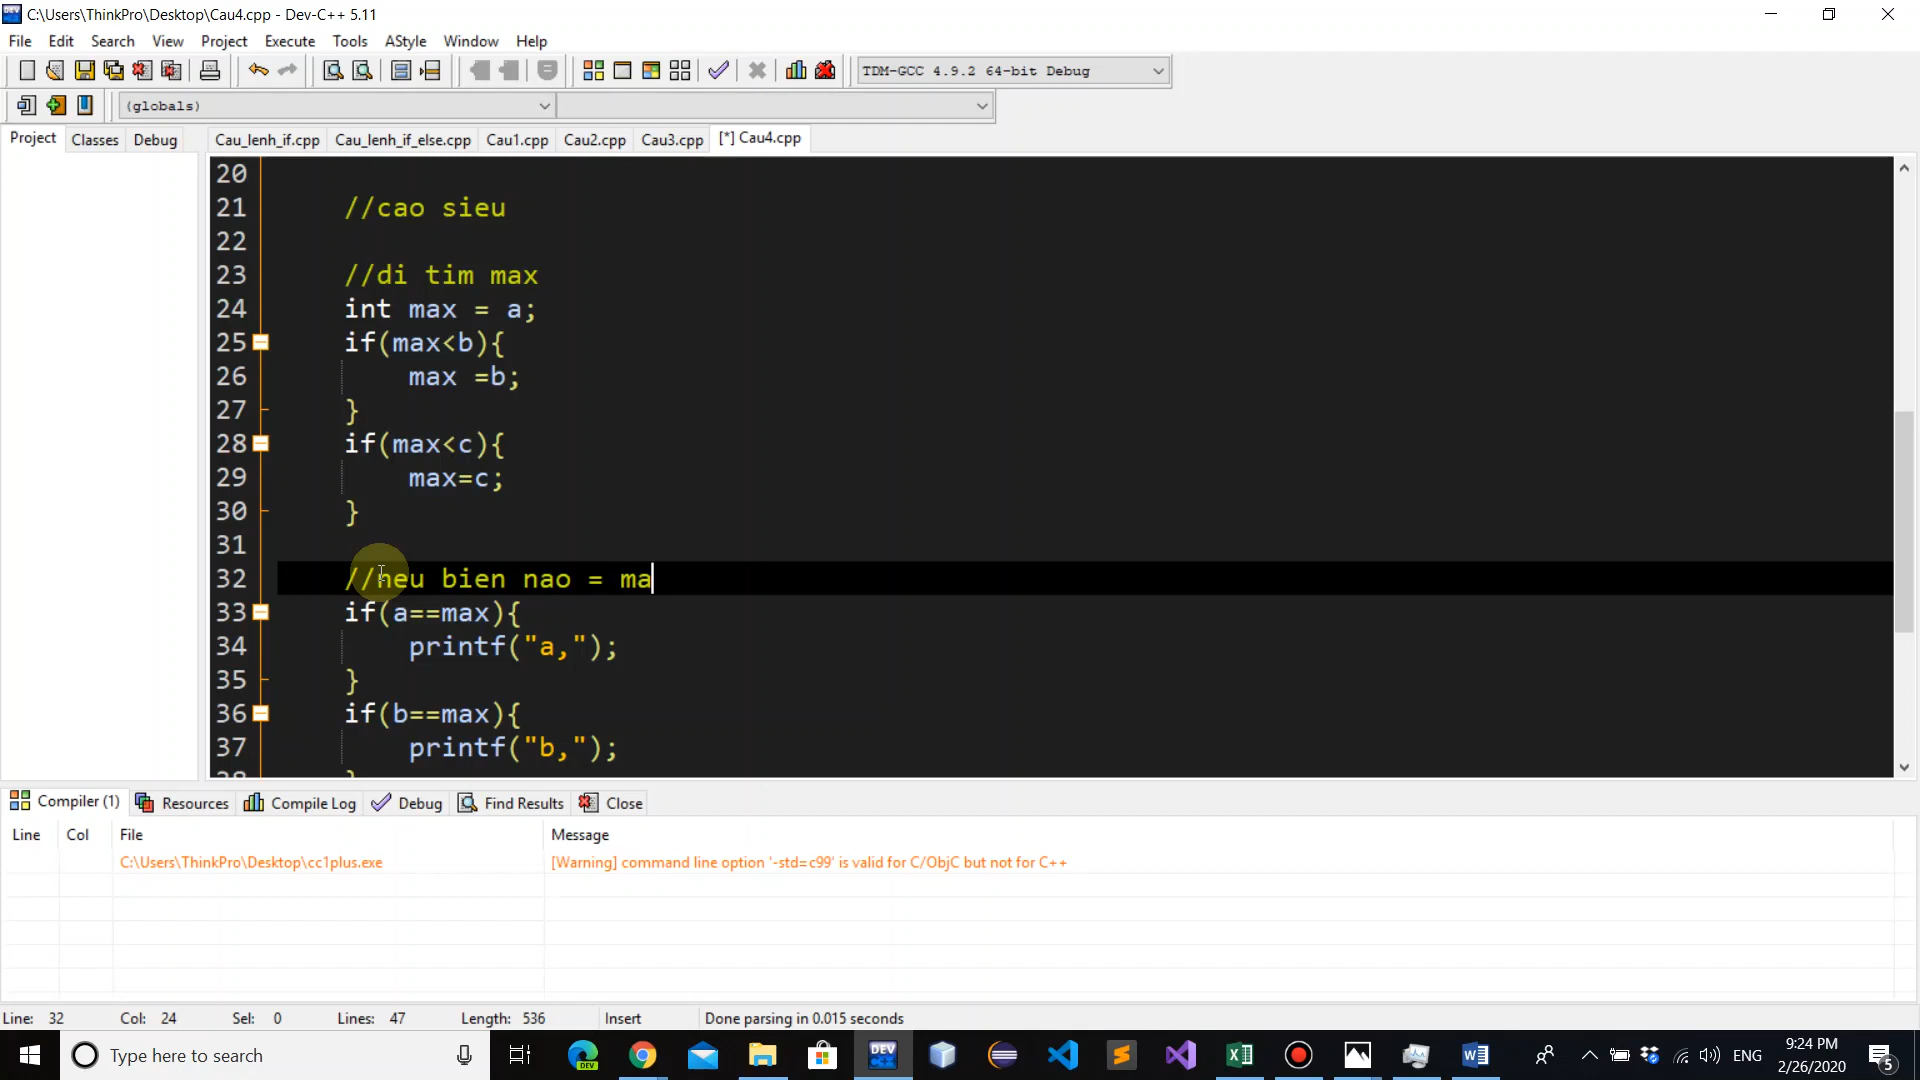 C:\Users\ThinkPro\Desktop\Cau4.cpp - Dev-C++ 5.11
File Edit Search View Project Execute Tools AStyle Window Help
TDM-GCC 4.9.2 64-bit Debug
(globals)
Project Classes Debug Cau_lenh_if.cpp Cau_lenh_if_else.cpp Cau1.cpp Cau2.cpp Cau3.cpp [*] Cau4.cpp
20
21 //cao sieu
22
23 //di tim max
24 int max = a;
25 if(max<b){
26 max =b;
27 }
28 if(max<c){
29 max=c;
30 }
31
32 //neu bien nao = ma
33 if(a==max){
34 printf("a,");
35 }
36 if(b==max){
37 printf("b,");
38 }
Compiler (1) Resources Compile Log Debug Find Results Close
Line Col File Message
C:\Users\ThinkPro\Desktop\cc1plus.exe [Warning] command line option '-std=c99' is valid for C/ObjC but not for C++
Line: 32 Col: 24 Sel: 0 Lines: 47 Length: 536 Insert Done parsing in 0.015 seconds
Type here to search DEV DEV C++ ENG 9:24 PM
2/26/2020 5